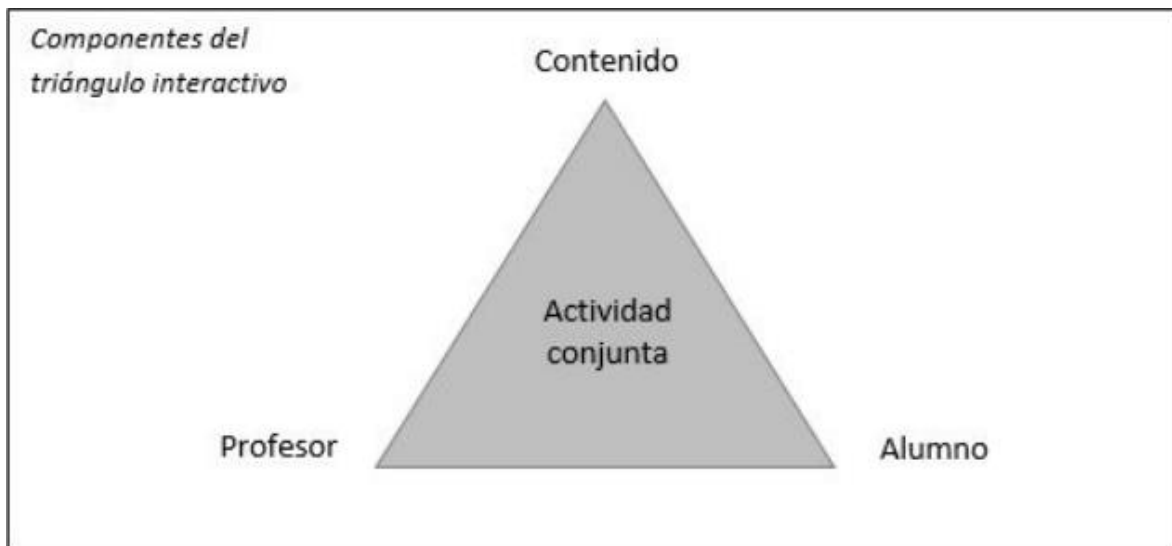 Componentes del
triángulo interactivo
Contenido
Actividad
conjunta
Profesor
Alumno